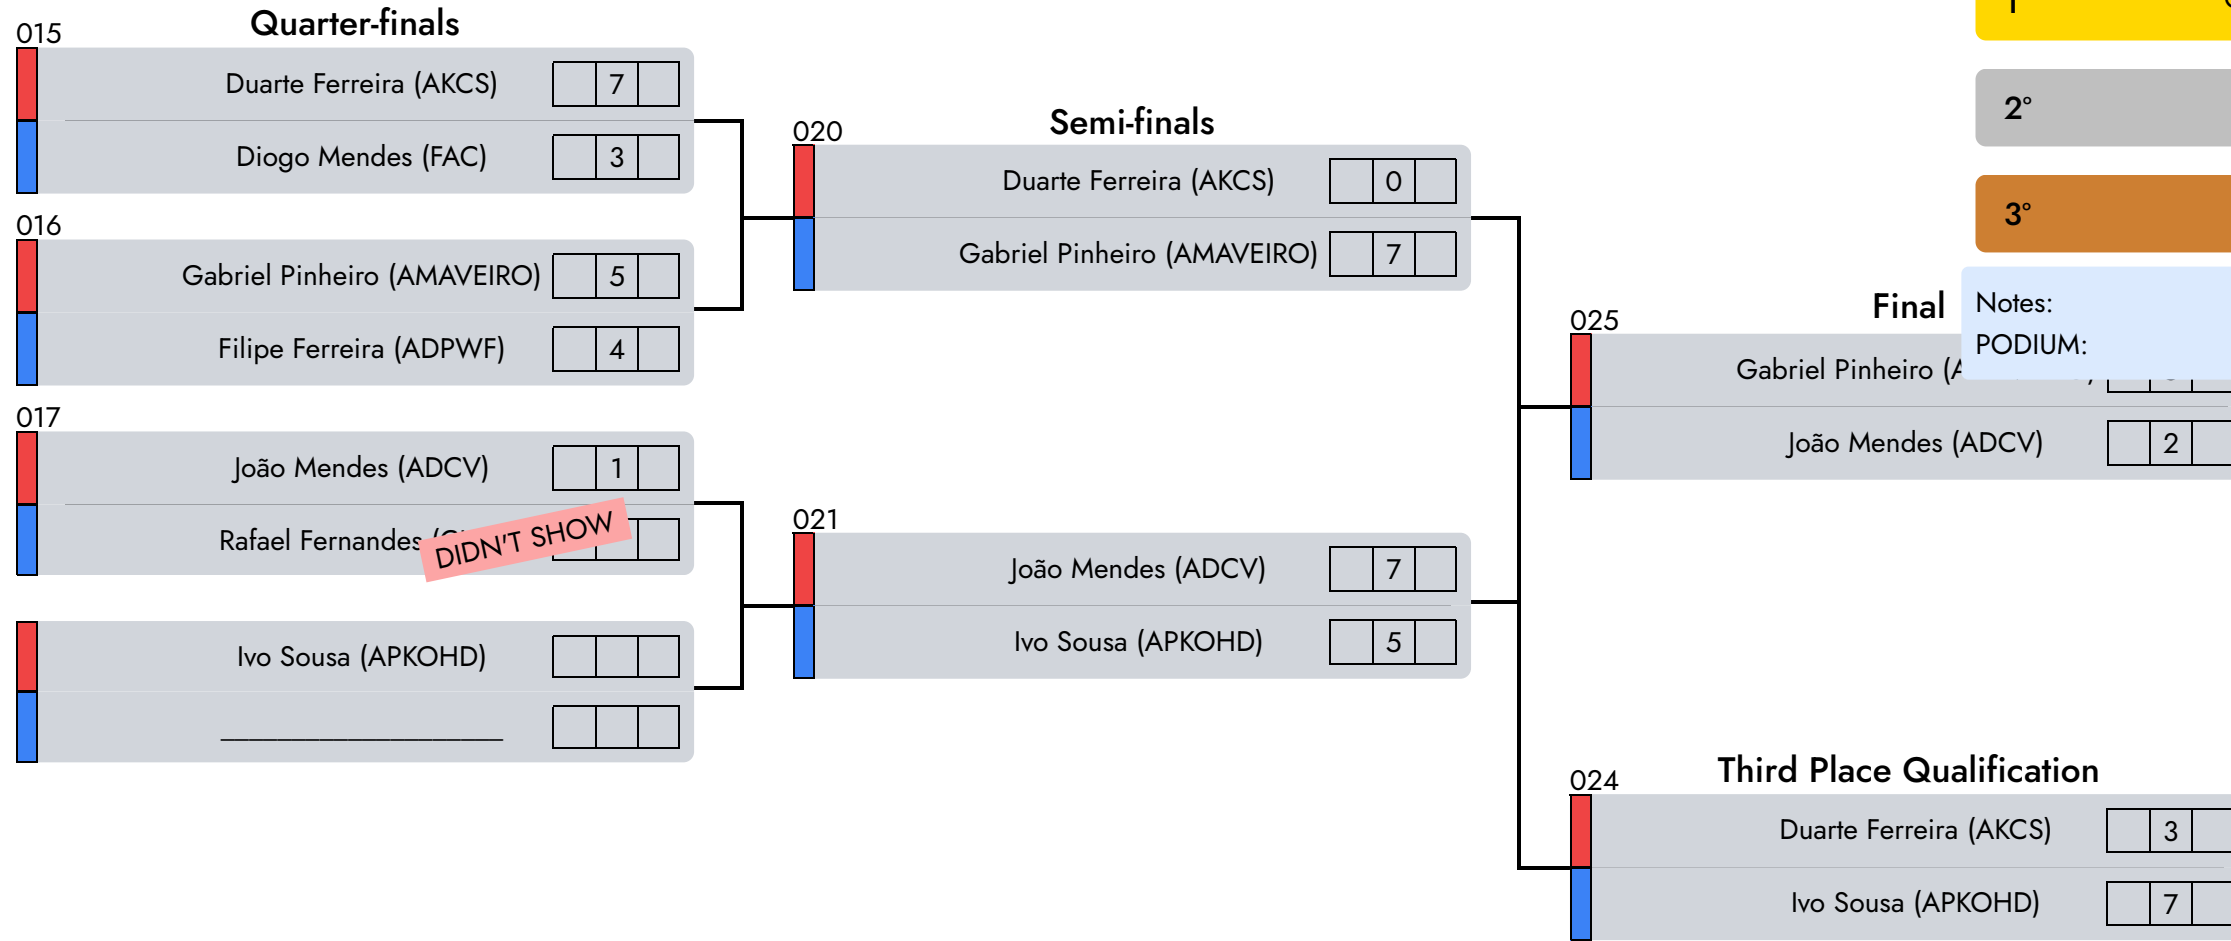 Quarter-finals
015
Duarte Ferreira (AKCS) 7
Diogo Mendes (FAC) 3
016
Gabriel Pinheiro (AMAVEIRO) 5
Filipe Ferreira (ADPWF) 4
017
João Mendes (ADCV) 1
Rafael Fernandes
DIDN'T SHOW
Ivo Sousa (APKOHD)
____________________
Semi-finals
020
Duarte Ferreira (AKCS) 0
Gabriel Pinheiro (AMAVEIRO) 7
021
João Mendes (ADCV) 7
Ivo Sousa (APKOHD) 5
2°
3°
Notes:
PODIUM:
Final
025
Gabriel Pinheiro
João Mendes (ADCV) 2
Third Place Qualification
024
Duarte Ferreira (AKCS) 3
Ivo Sousa (APKOHD) 7